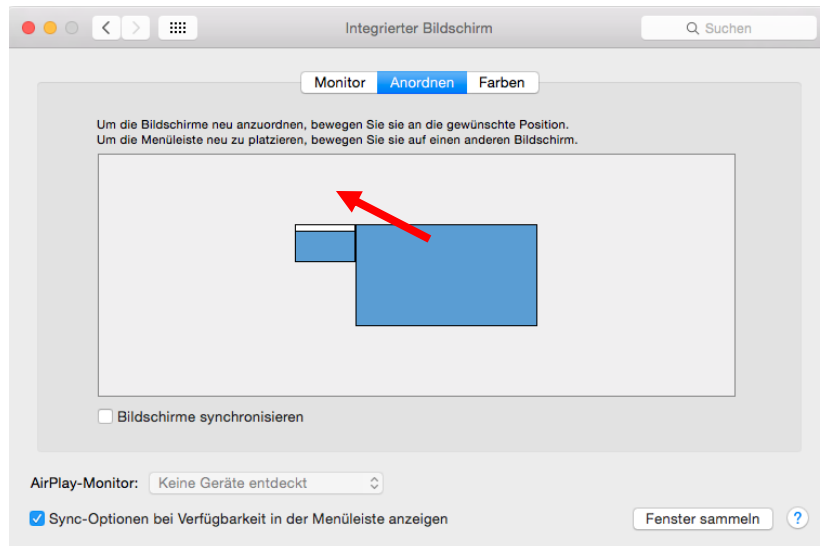 Integrierter Bildschirm
Suchen
Monitor Anordnen Farben
Um die Bildschirme neu anzuordnen, bewegen Sie sie an die gewünschte Position.
Um die Menüleiste neu zu platzieren, bewegen Sie sie auf einen anderen Bildschirm.
Bildschirme synchronisieren
AirPlay-Monitor: Keine Geräte entdeckt
Sync-Optionen bei Verfügbarkeit in der Menüleiste anzeigen
Fenster sammeln ?